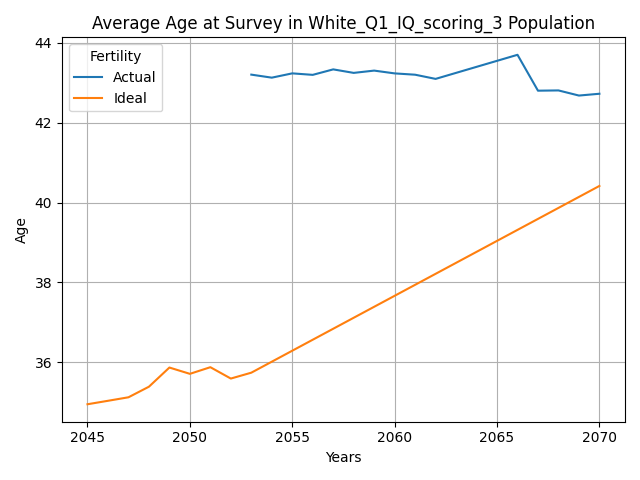 Average Age at Survey in White_Q1_IQ_scoring_3 Population
Fertility
Actual
Ideal
44
42
40
38
36
Age
2045
2050
2055
2060
2065
2070
Years